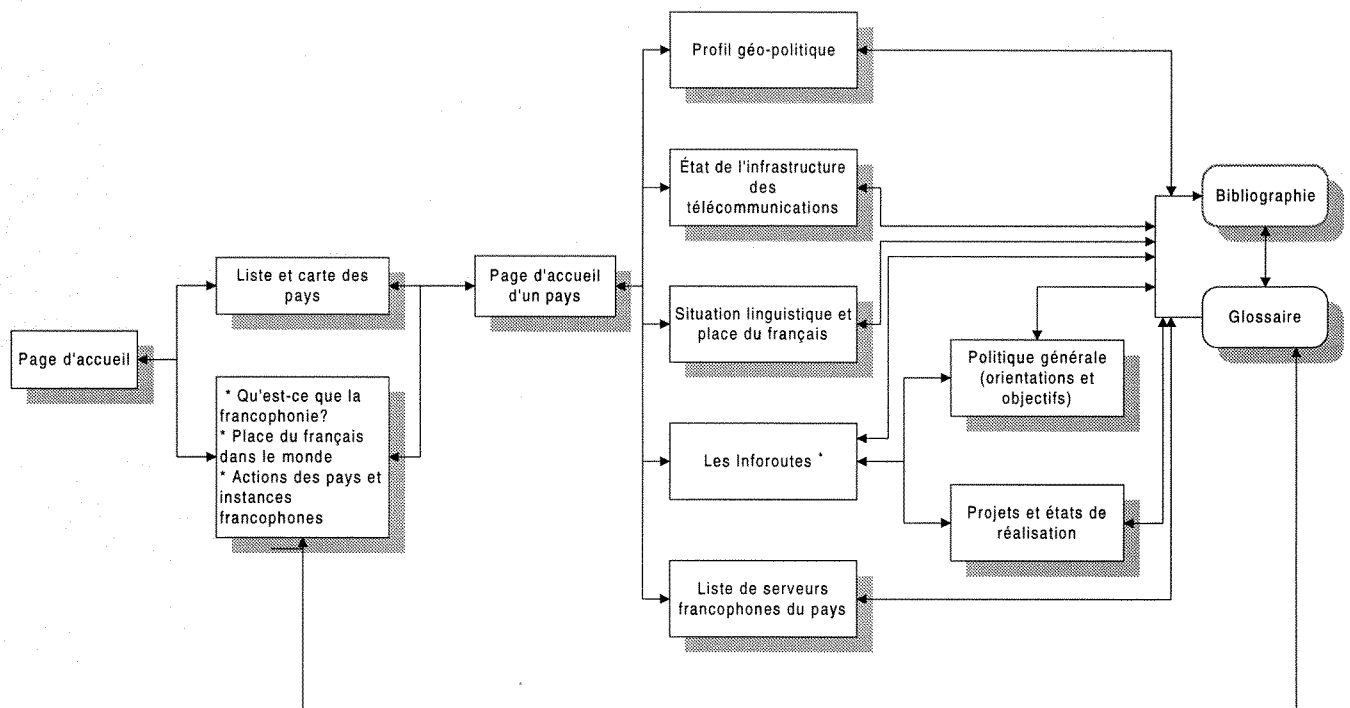 Page d'accueil
Liste et carte des
pays
* Qu'est-ce que la
francophonie?
* Place du français
dans le monde
* Actions des pays et
instances
francophones
Page d'accueil
d'un pays
Profil géo-politique
État de l'infrastructure
des
télécommunications
Situation linguistique et
place du français
Les Inforoutes *
Liste de serveurs
francophones du pays
Politique générale
(orientations et
objectifs)
Projets et états de
réalisation
Bibliographie
Glossaire